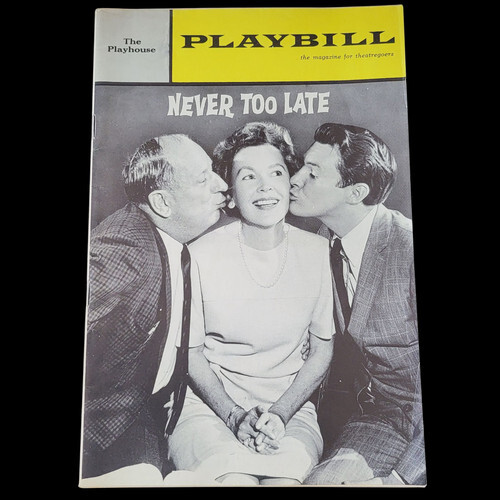 The
Playhouse
PLAYBILL
the magazine for theatregoers
NEVER TOO LATE